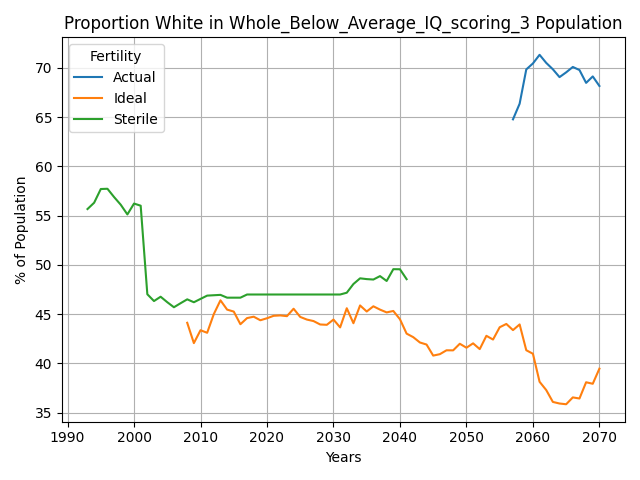 Proportion White in Whole_Below_Average_IQ_scoring_3 Population
Fertility
Actual
Ideal
Sterile
% of Population
70
65
60
55
50
45
40
35
1990 2000 2010 2020 2030 2040 2050 2060 2070
Years